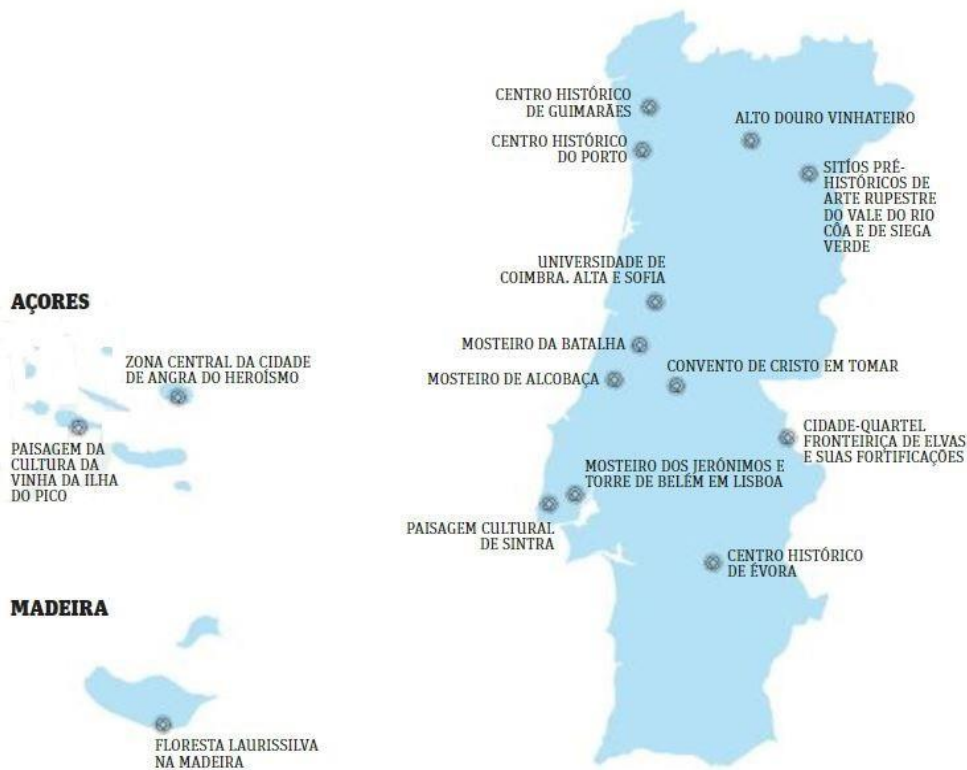 CENTRO HISTÓRICO
DE GUIMARÃES
ALTO DOURO VINHATEIRO
CENTRO HISTÓRICO
DO PORTO
SITÍOS PRÉ-
HISTÓRICOS DE
ARTE RUPESTRE
DO VALE DO RIO
CÔA E DE SIEGA
VERDE
UNIVERSIDADE DE
COIMBRA. ALTA E SOFIA
AÇORES
MOSTEIRO DA BATALHA
ZONA CENTRAL DA CIDADE
DE ANGRA DO HEROÍSMO
CONVENTO DE CRISTO EM TOMAR
MOSTEIRO DE ALCOBAÇA
CIDADE-QUARTEL
FRONTEIRIÇA DE ELVAS
E SUAS FORTIFICAÇÕES
PAISAGEM DA
CULTURA DA
VINHA DA ILHA
DO PICO
MOSTEIRO DOS JERÓNIMOS E
TORRE DE BELÉM EM LISBOA
PAISAGEM CULTURAL
DE SINTRA
CENTRO HISTÓRICO
DE ÉVORA
MADEIRA
FLORESTA LAURISSILVA
NA MADEIRA